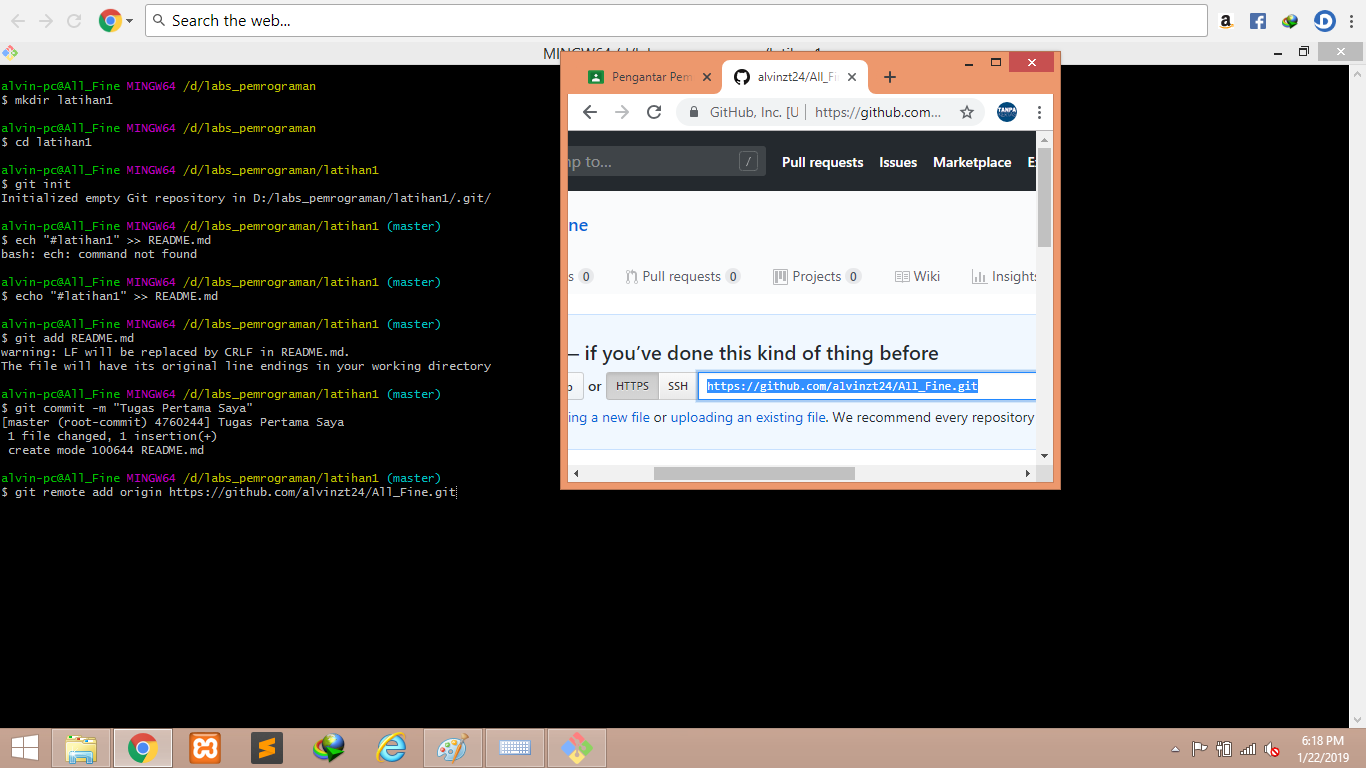 Search the web...
MINGW64
alvin-pc@All_Fine MINGW64 /d/labs_pemrograman
$ mkdir latihan1
alvin-pc@All_Fine MINGW64 /d/labs_pemrograman
$ cd latihan1
alvin-pc@All_Fine MINGW64 /d/labs_pemrograman/latihan1
$ git init
Initialized empty Git repository in D:/labs_pemrograman/latihan1/.git/
alvin-pc@All_Fine MINGW64 /d/labs_pemrograman/latihan1 (master)
$ ech "#latihan1" >> README.md
bash: ech: command not found
alvin-pc@All_Fine MINGW64 /d/labs_pemrograman/latihan1 (master)
$ echo "#latihan1" >> README.md
alvin-pc@All_Fine MINGW64 /d/labs_pemrograman/latihan1 (master)
$ git add README.md
warning: LF will be replaced by CRLF in README.md.
The file will have its original line endings in your working directory
alvin-pc@All_Fine MINGW64 /d/labs_pemrograman/latihan1 (master)
$ git commit -m "Tugas Pertama Saya"
[master (root-commit) 4760244] Tugas Pertama Saya
1 file changed, 1 insertion(+)
create mode 100644 README.md
alvin-pc@All_Fine MINGW64 /d/labs_pemrograman/latihan1 (master)
$ git remote add origin https://github.com/alvinzt24/All_Fine.git
Pengantar Pem
alvinzt24/All_Fi
GitHub, Inc. [U
https://github.com...
TANPA
mp to...
/
Pull requests Issues Marketplace E
ne
s 0 Pull requests 0 Projects 0 Wiki Insights
— if you’ve done this kind of thing before
p or HTTPS SSH https://github.com/alvinzt24/All_Fine.git
ing a new file or uploading an existing file. We recommend every repository
6:18 PM
1/22/2019